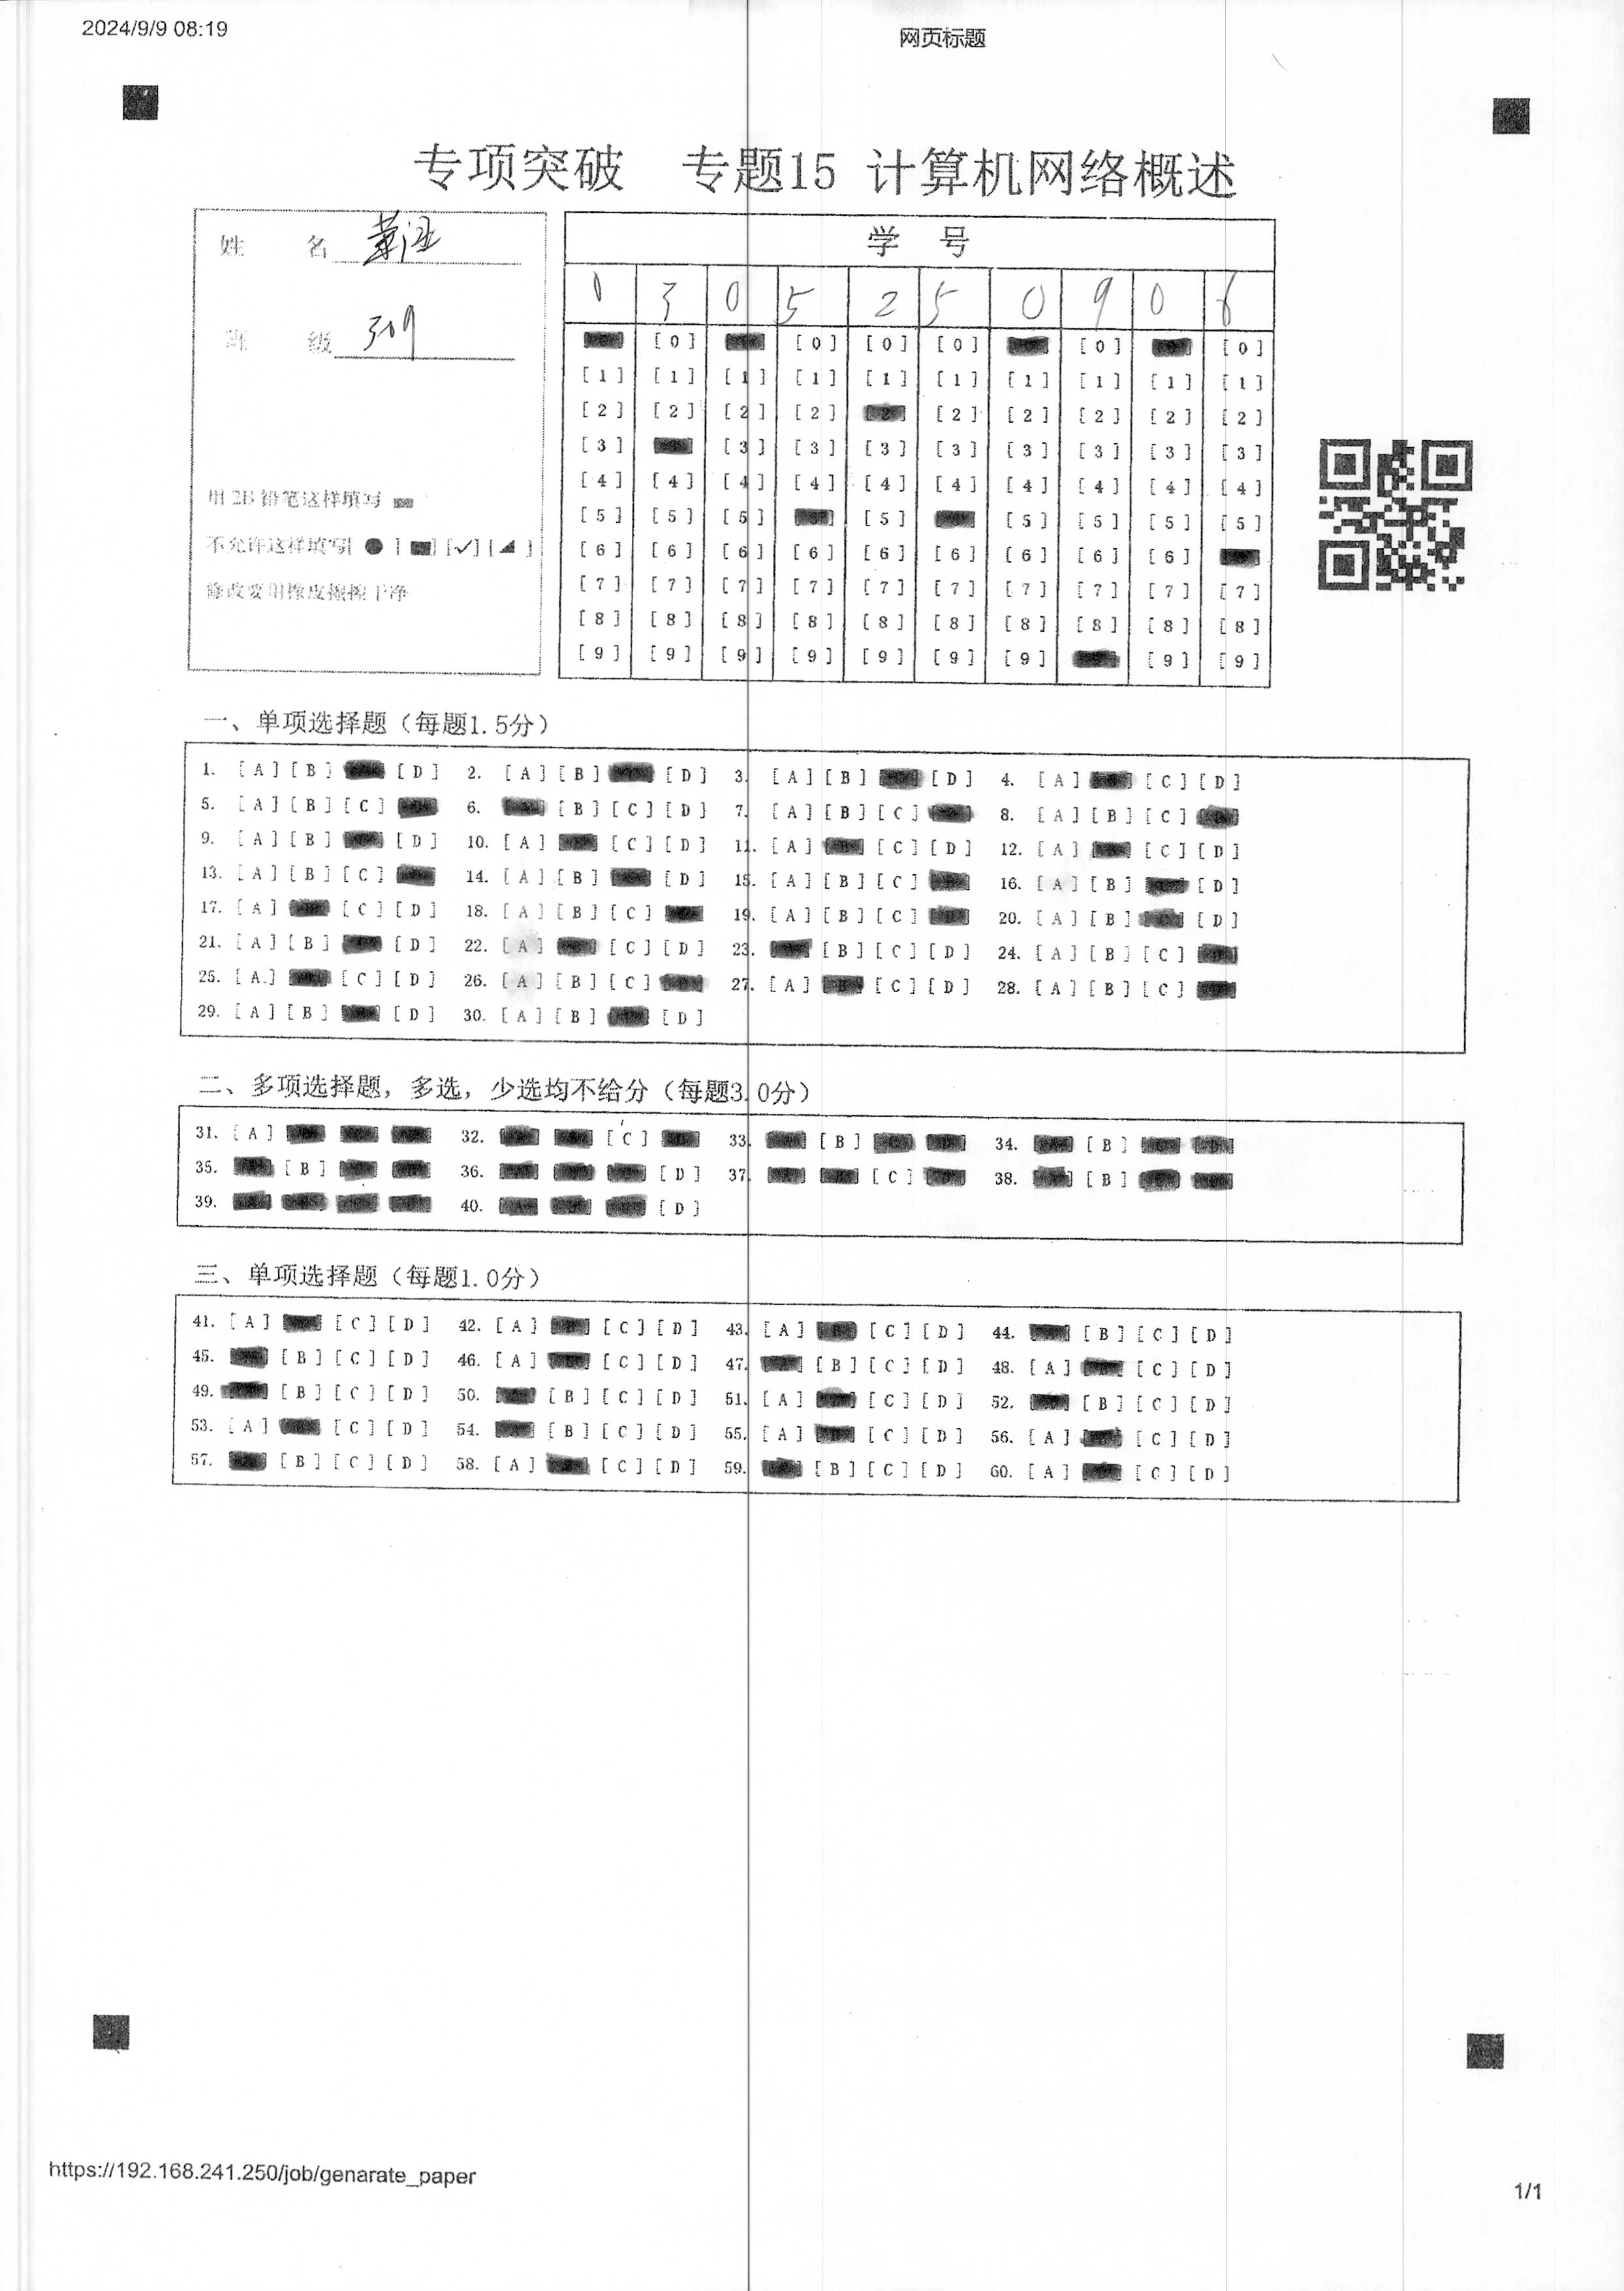 2024/9/9 08:19
网页标题
专项突破 专题15 计算机网络概述
姓 名
班 级 309
用 2B 铅笔这样填写
不允许这样填写[ ● ] [■] [✓] [◢ ]
修改要用橡皮擦擦干净
学 号
0 3 0 5 2 5 0 9 0 6
[0] [0] [0] [0] [0] [0]
[1] [1] [1] [1] [1] [1] [1] [1] [1] [1]
[2] [2] [2] [2] [2] [2] [2] [2] [2]
[3] [3] [3] [3] [3] [3] [3] [3] [3]
[4] [4] [4] [4] [4] [4] [4] [4] [4] [4]
[5] [5] [5] [5] [5] [5] [5] [5]
[6] [6] [6] [6] [6] [6] [6] [6] [6]
[7] [7] [7] [7] [7] [7] [7] [7] [7] [7]
[8] [8] [8] [8] [8] [8] [8] [8] [8] [8]
[9] [9] [9] [9] [9] [9] [9] [9] [9]
一、单项选择题（每题1.5分）
1. [A] [B] [D] 2. [A] [B] [D] 3. [A] [B] [D] 4. [A] [C] [D]
5. [A] [B] [C] 6. [B] [C] [D] 7. [A] [B] [C] 8. [A] [B] [C]
9. [A] [B] [D] 10. [A] [C] [D] 11. [A] [C] [D] 12. [A] [C] [D]
13. [A] [B] [C] 14. [A] [B] [D] 15. [A] [B] [C] 16. [A] [B] [D]
17. [A] [C] [D] 18. [A] [B] [C] 19. [A] [B] [C] 20. [A] [B] [D]
21. [A] [B] [D] 22. [A] [C] [D] 23. [B] [C] [D] 24. [A] [B] [C]
25. [A] [C] [D] 26. [A] [B] [C] 27. [A] [C] [D] 28. [A] [B] [C]
29. [A] [B] [D] 30. [A] [B] [D]
二、多项选择题，多选，少选均不给分（每题3.0分）
31. [A] 32. [C] 33. [B] 34. [B]
35. [B] 36. [D] 37. [C] 38. [B]
39. 40. [D]
三、单项选择题（每题1.0分）
41. [A] [C] [D] 42. [A] [C] [D] 43. [A] [C] [D] 44. [B] [C] [D]
45. [B] [C] [D] 46. [A] [C] [D] 47. [B] [C] [D] 48. [A] [C] [D]
49. [B] [C] [D] 50. [B] [C] [D] 51. [A] [C] [D] 52. [B] [C] [D]
53. [A] [C] [D] 54. [B] [C] [D] 55. [A] [C] [D] 56. [A] [C] [D]
57. [B] [C] [D] 58. [A] [C] [D] 59. [B] [C] [D] 60. [A] [C] [D]
https://192.168.241.250/job/genarate_paper
1/1